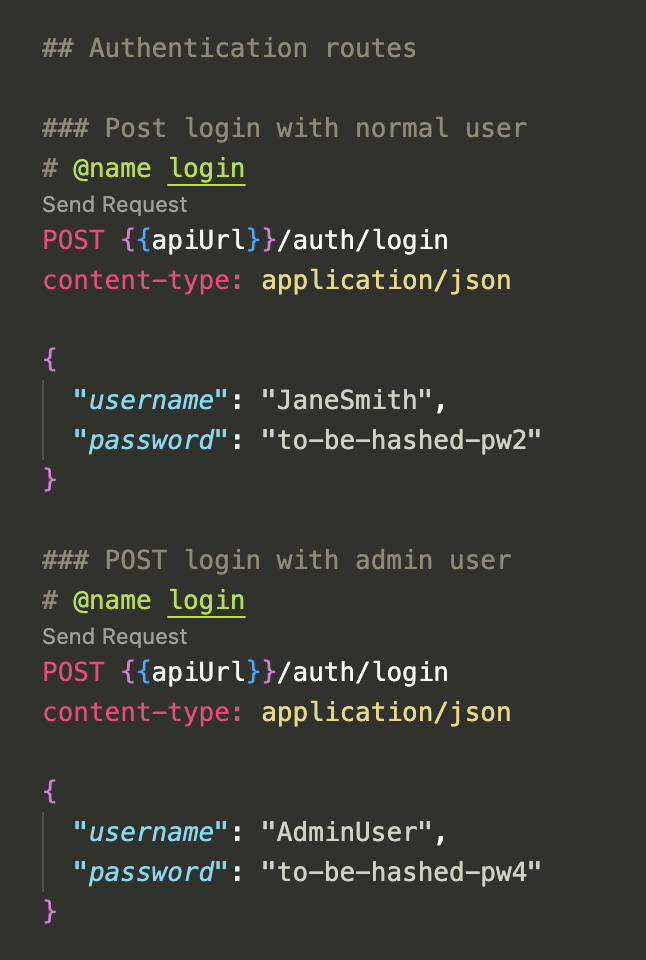 ## Authentication routes
### Post login with normal user
# @name login
Send Request
POST {{apiUrl}}/auth/login
content-type: application/json
{
"username": "JaneSmith",
"password": "to-be-hashed-pw2"
}
### POST login with admin user
# @name login
Send Request
POST {{apiUrl}}/auth/login
content-type: application/json
{
"username": "AdminUser",
"password": "to-be-hashed-pw4"
}